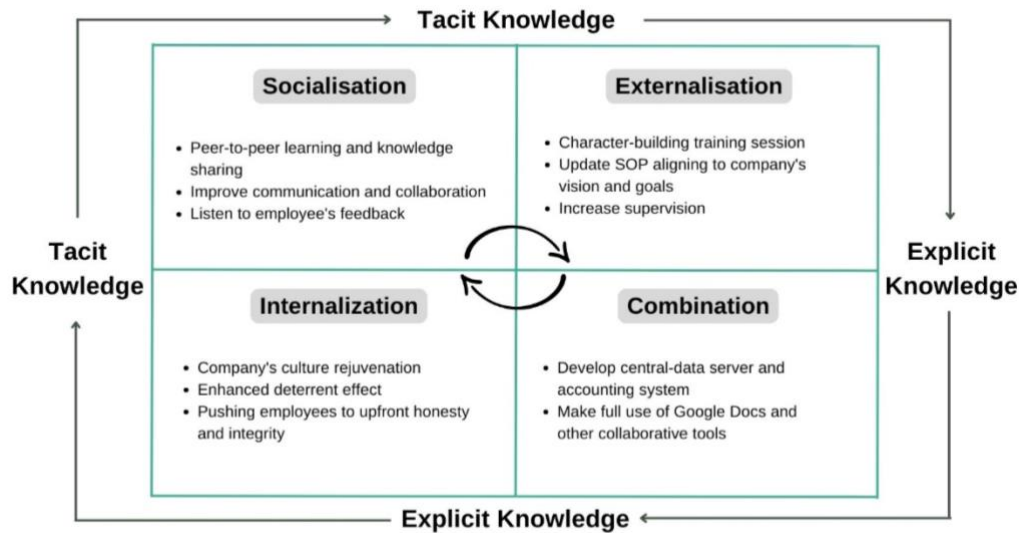 Tacit Knowledge
Socialisation
• Peer-to-peer learning and knowledge
sharing
• Improve communication and collaboration
• Listen to employee's feedback
Externalisation
• Character-building training session
• Update SOP aligning to company's
vision and goals
• Increase supervision
Tacit
Knowledge
Explicit
Knowledge
Internalization
• Company's culture rejuvenation
• Enhanced deterrent effect
• Pushing employees to upfront honesty
and integrity
Combination
• Develop central-data server and
accounting system
• Make full use of Google Docs and
other collaborative tools
Explicit Knowledge